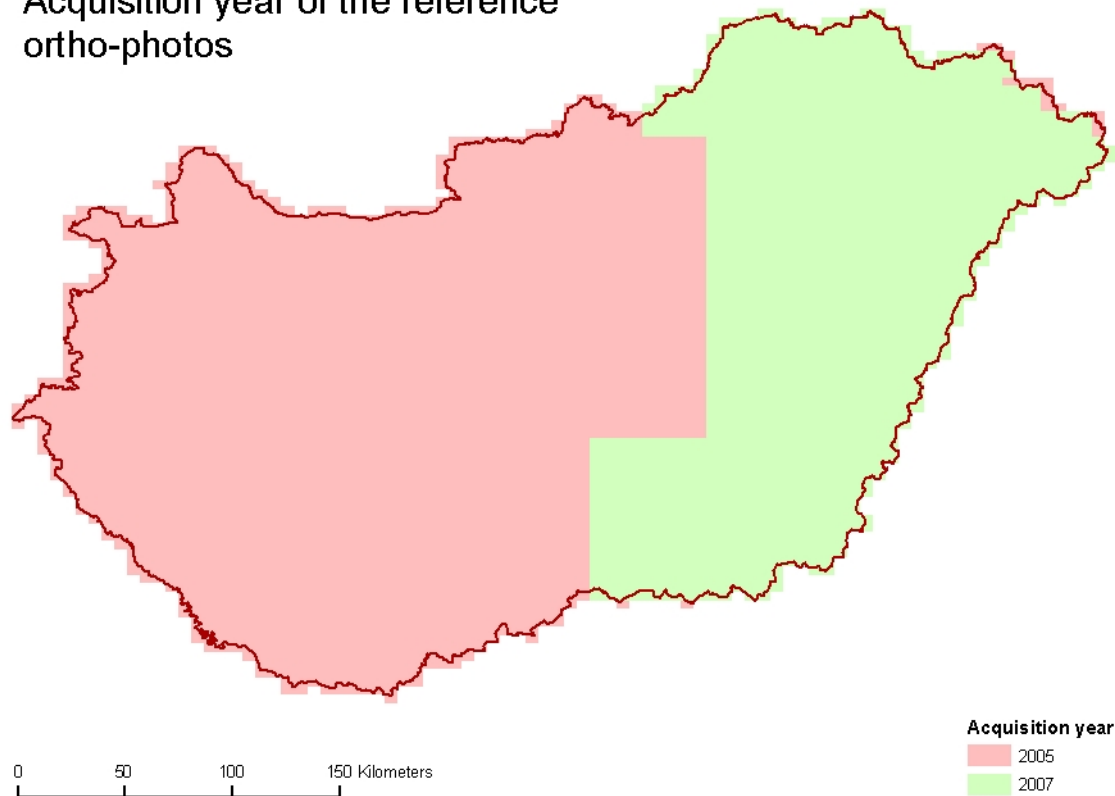 Acquisition year of the reference
ortho-photos
Acquisition year
2005
2007
0 50 100 150 Kilometers